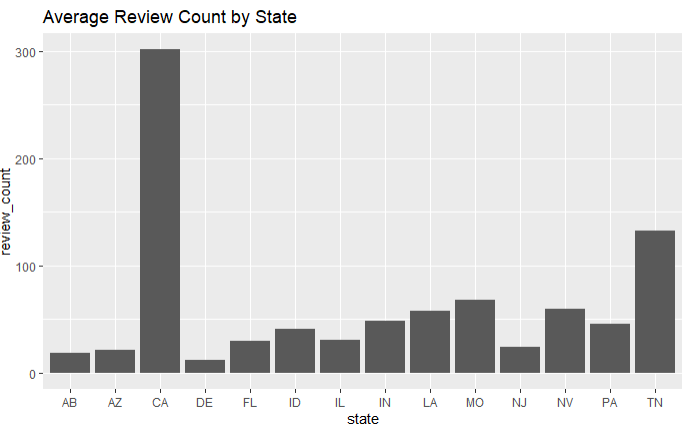 Average Review Count by State
300
200
100
0
review_count
AB AZ CA DE FL ID IL IN LA MO NJ NV PA TN
state